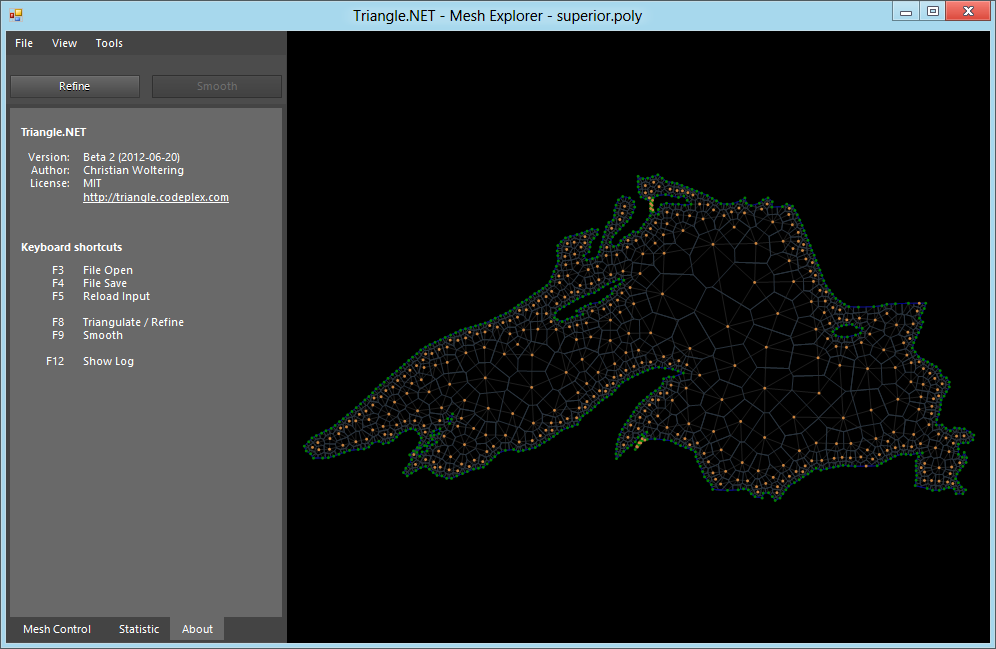 Triangle.NET - Mesh Explorer - superior.poly
File View Tools
Refine Smooth
Triangle.NET
Version: Beta 2 (2012-06-20)
Author: Christian Woltering
License: MIT
http://triangle.codeplex.com
Keyboard shortcuts
F3 File Open
F4 File Save
F5 Reload Input
F8 Triangulate / Refine
F9 Smooth
F12 Show Log
Mesh Control Statistic About